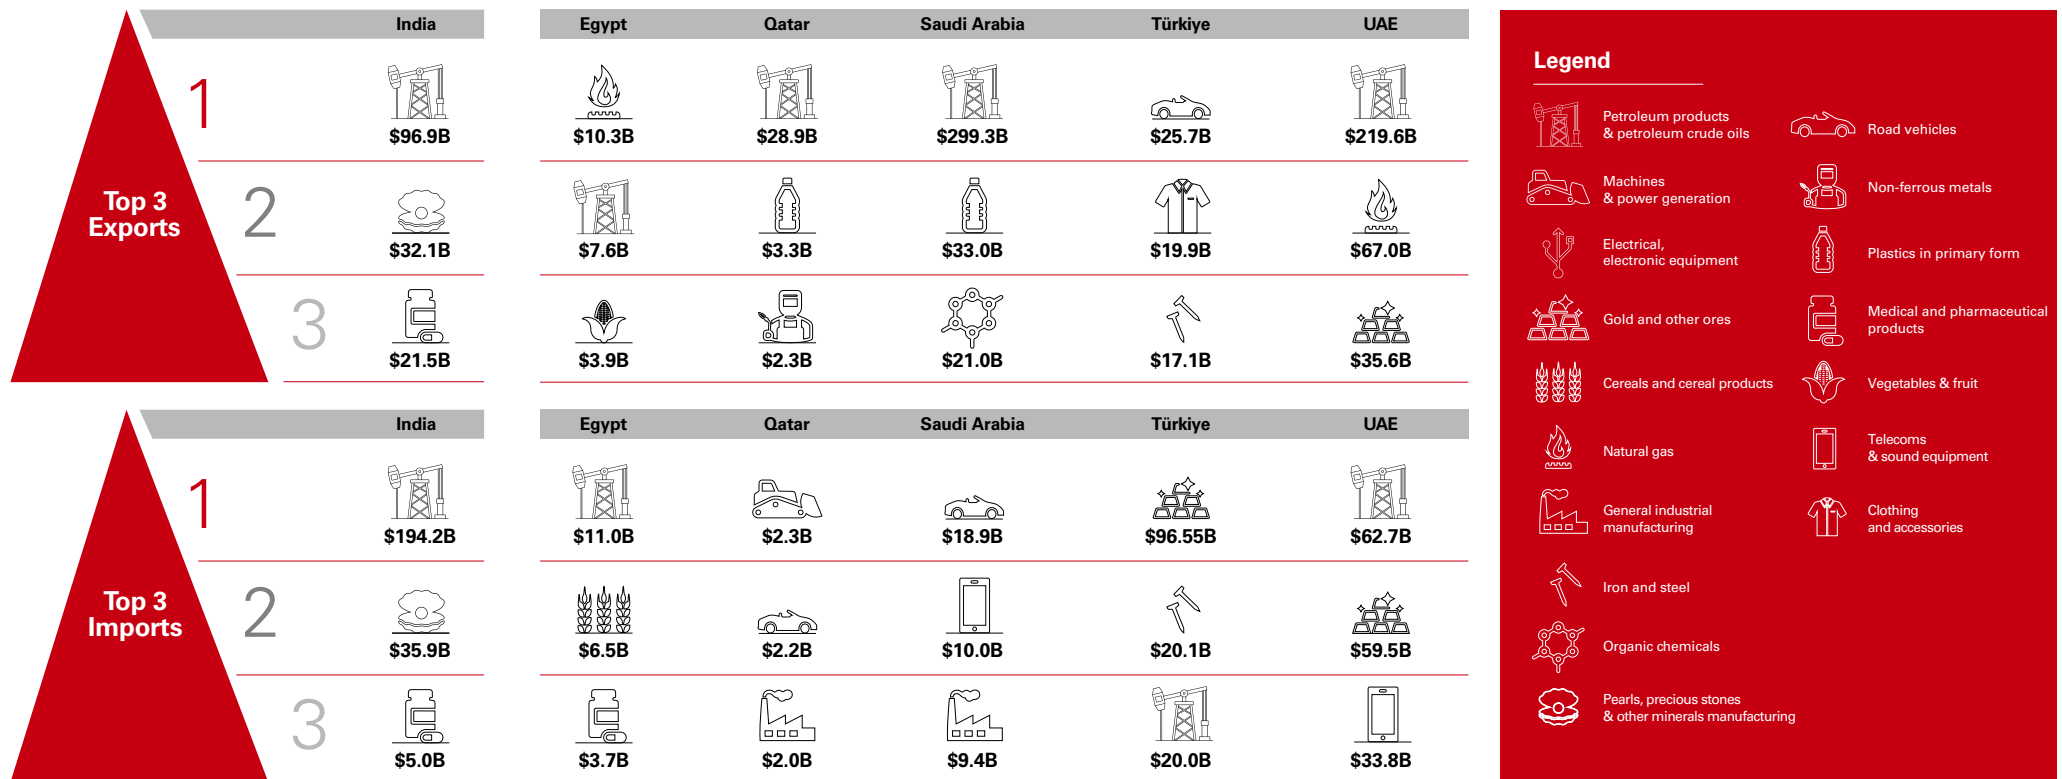 India Egypt Qatar Saudi Arabia Türkiye UAE
Top 3
Exports
1
$96.9B $10.3B $28.9B $299.3B $25.7B $219.6B
2
$32.1B $7.6B $3.3B $33.0B $19.9B $67.0B
3
$21.5B $3.9B $2.3B $21.0B $17.1B $35.6B
India Egypt Qatar Saudi Arabia Türkiye UAE
Top 3
Imports
1
$194.2B $11.0B $2.3B $18.9B $96.55B $62.7B
2
$35.9B $6.5B $2.2B $10.0B $20.1B $59.5B
3
$5.0B $3.7B $2.0B $9.4B $20.0B $33.8B
Legend
Petroleum products
& petroleum crude oils
Machines
& power generation
Electrical,
electronic equipment
Gold and other ores
Cereals and cereal products
Natural gas
General industrial
manufacturing
Iron and steel
Organic chemicals
Pearls, precious stones
& other minerals manufacturing
Road vehicles
Non-ferrous metals
Plastics in primary form
Medical and pharmaceutical
products
Vegetables & fruit
Telecoms
& sound equipment
Clothing
and accessories